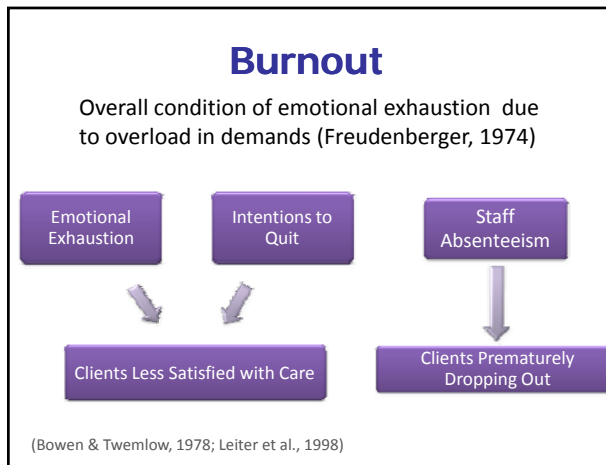 Burnout
Overall condition of emotional exhaustion due
to overload in demands (Freudenberger, 1974)
Emotional
Exhaustion
Intentions to
Quit
Staff
Absenteeism
Clients Less Satisfied with Care
Clients Prematurely
Dropping Out
(Bowen & Twemlow, 1978; Leiter et al., 1998)